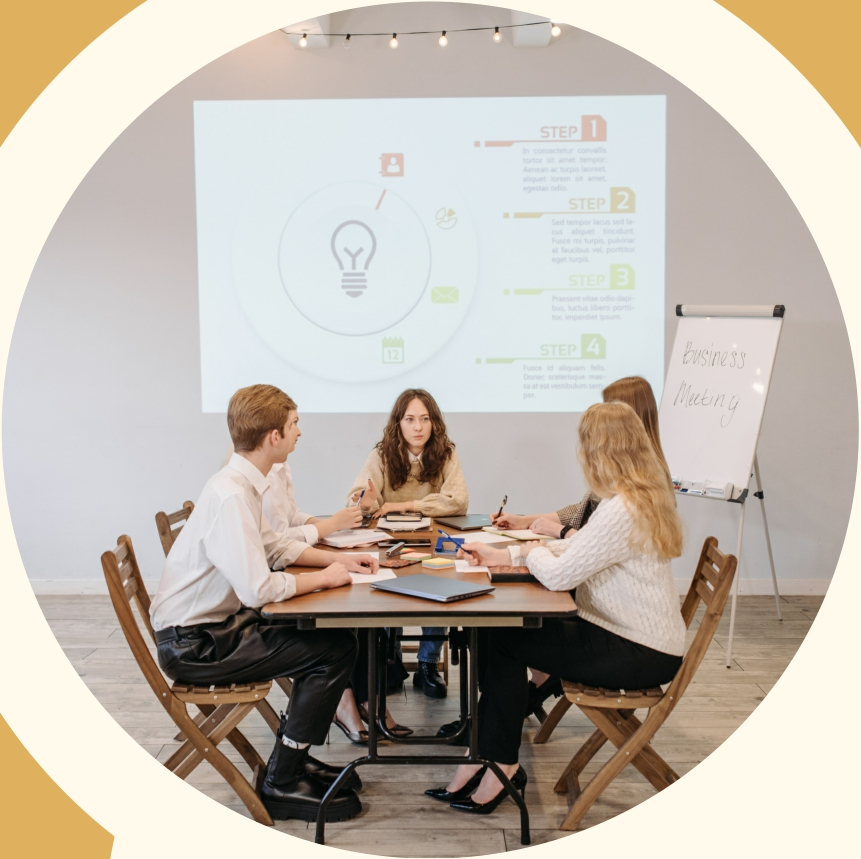 STEP 1
In consectetur convallis
tortor sit amet tempor.
Aenean ac turpis laoreet,
aliquet lorem sit amet,
egestas odio.
STEP 2
Sed tempor lacus sed la-
cus aliquet tincidunt.
Fusce mi turpis, pulvinar
at faucibus vel, porttitor
eget turpis.
STEP 3
Praesent vitae odio dapi-
bus, luctus libero porti-
tor, imperdiet ipsum.
STEP 4
Fusce id aliquam felis.
Donec scelerisque mas-
sa et est vestibulum sem-
per.
12
Business
Meeting